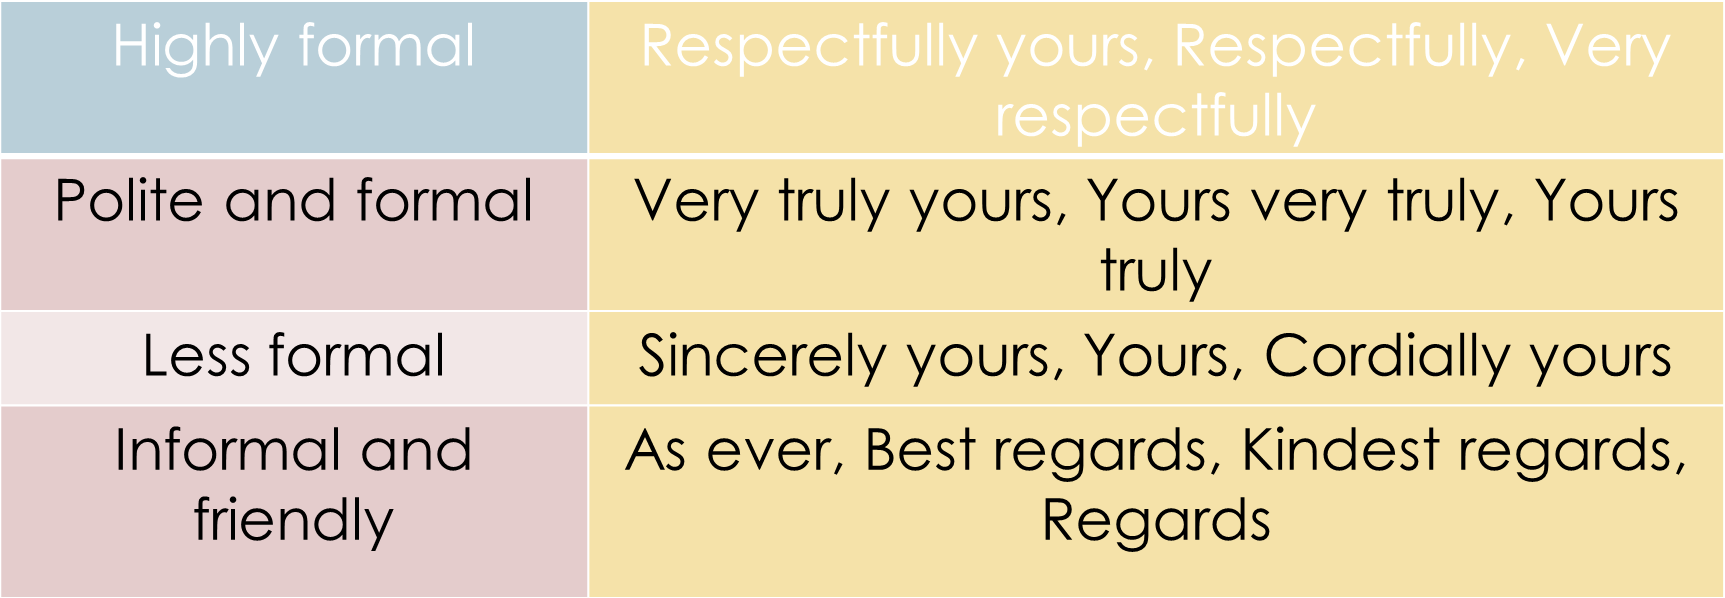 Highly formal
Respectfully yours, Respectfully, Very
respectfully
Polite and formal
Very truly yours, Yours very truly, Yours
truly
Less formal
Sincerely yours, Yours, Cordially yours
Informal and
friendly
As ever, Best regards, Kindest regards,
Regards